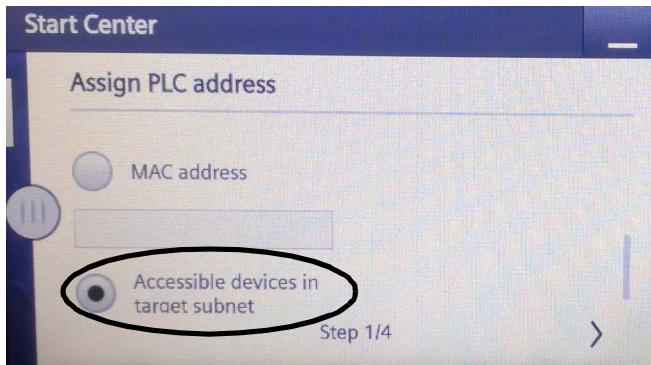 Start Center
Assign PLC address
MAC address
Accessible devices in
target subnet
Step 1/4